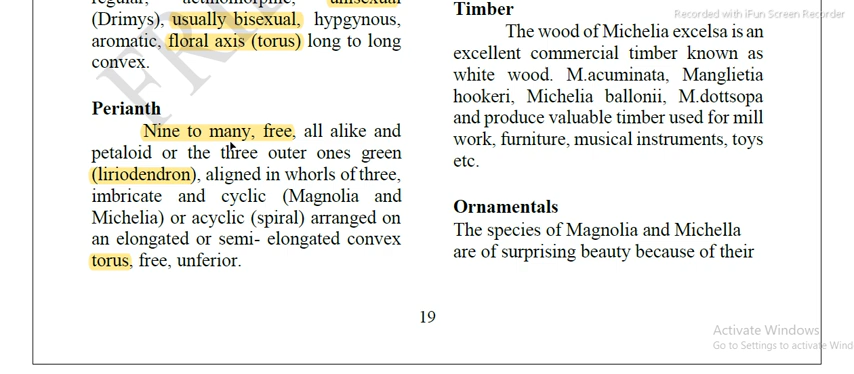 regular, actinomorphic, unisexual
(Drimys), usually bisexual, hypgynous,
aromatic, floral axis (torus) long to long
convex.
Perianth
Nine to many, free, all alike and
petaloid or the three outer ones green
(liriodendron), aligned in whorls of three,
imbricate and cyclic (Magnolia and
Michelia) or acyclic (spiral) arranged on
an elongated or semi- elongated convex
torus, free, unferior.
Timber
The wood of Michelia excelsa is an
excellent commercial timber known as
white wood. M.acuminata, Manglietia
hookeri, Michelia ballonii, M.dottsopa
and produce valuable timber used for mill
work, furniture, musical instruments, toys
etc.
Ornamentals
The species of Magnolia and Michella
are of surprising beauty because of their
19
Recorded with iFun Screen Recorder
Activate Windows
Go to Settings to activate Wind